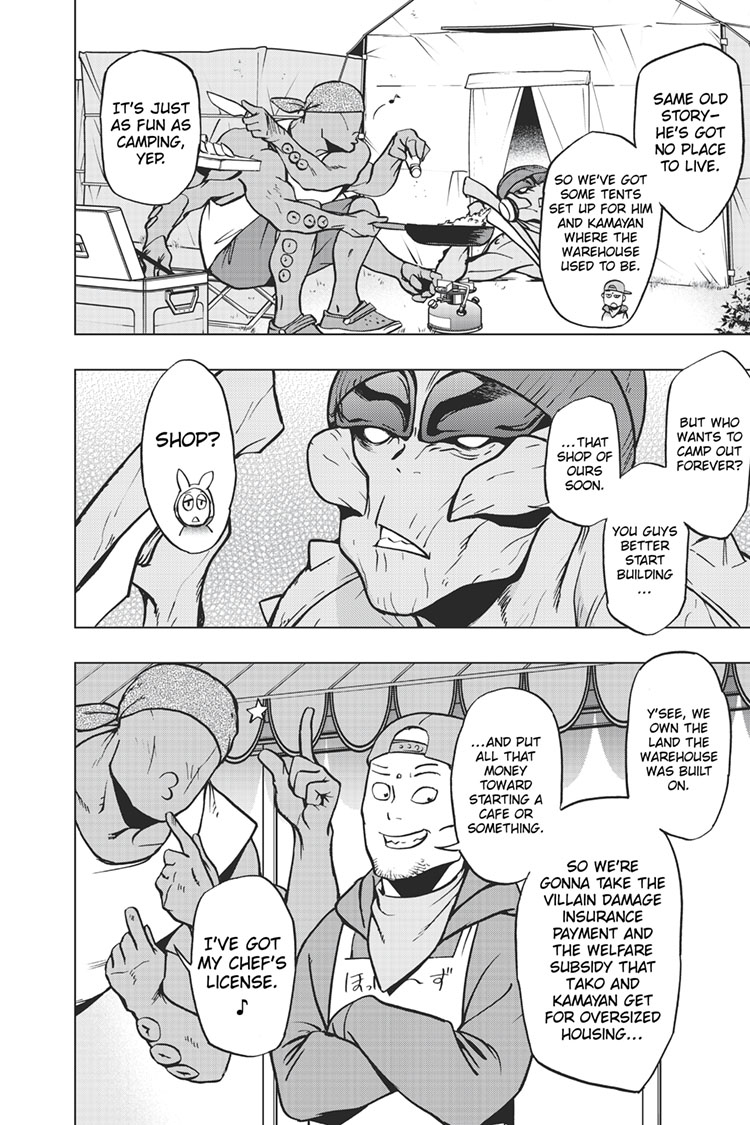 SAME OLD
STORY–
HE'S GOT
NO PLACE
TO LIVE.
SO WE'VE GOT
SOME TENTS
SET UP FOR HIM
AND KAMAYAN
WHERE THE
WAREHOUSE
USED TO BE.
IT'S JUST
AS FUN AS
CAMPING,
YEP.
♪
BUT WHO
WANTS TO
CAMP OUT
FOREVER?
YOU GUYS
BETTER
START
BUILDING
...
...THAT
SHOP OF
OURS
SOON.
SHOP?
Y'SEE, WE
OWN THE
LAND THE
WAREHOUSE
WAS BUILT
ON.
SO WE'RE
GONNA TAKE THE
VILLAIN DAMAGE
INSURANCE
PAYMENT AND
THE WELFARE
SUBSIDY THAT
TAKO AND
KAMAYAN GET
FOR OVERSIZED
HOUSING...
...AND PUT
ALL THAT
MONEY
TOWARD
STARTING A
CAFE OR
SOMETHING.
I'VE GOT
MY CHEF'S
LICENSE.
♪